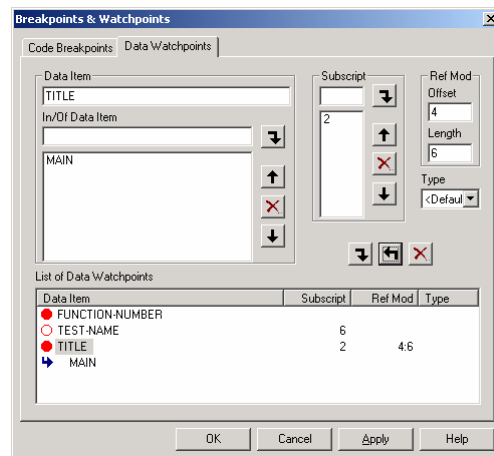 Breakpoints & Watchpoints
Code Breakpoints Data Watchpoints
Data Item
TITLE
In/Of Data Item
MAIN
Subscript
2
Ref Mod
Offset
4
Length
6
Type
<Defaul
List of Data Watchpoints
Data Item Subscript Ref Mod Type
FUNCTION-NUMBER
TEST-NAME 6
TITLE 2 4:6
MAIN
OK Cancel Apply Help